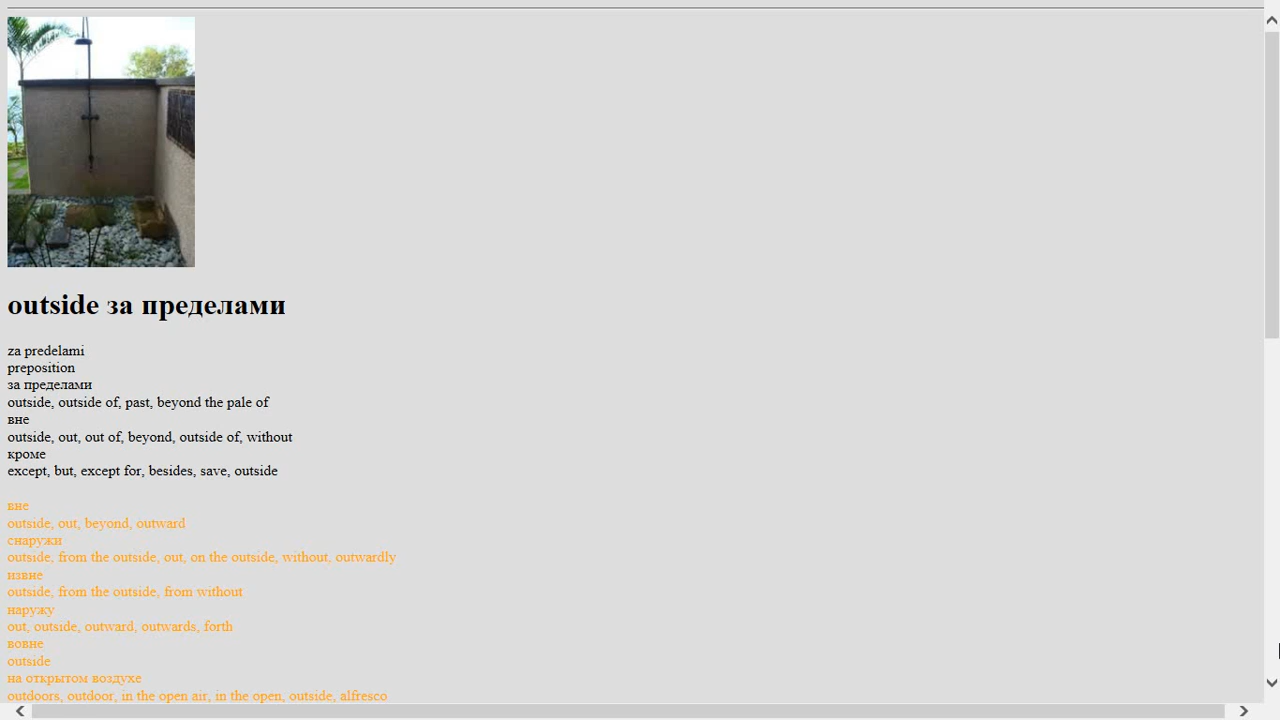 outside за пределами
za predelami
preposition
за пределами
outside, outside of, past, beyond the pale of
вне
outside, out, out of, beyond, outside of, without
кроме
except, but, except for, besides, save, outside
вне
outside, out, beyond, outward
снаружи
outside, from the outside, out, on the outside, without, outwardly
извне
outside, from the outside, from without
наружу
out, outside, outward, outwards, forth
вовне
outside
на открытом воздухе
outdoors, outdoor, in the open air, in the open, outside, alfresco